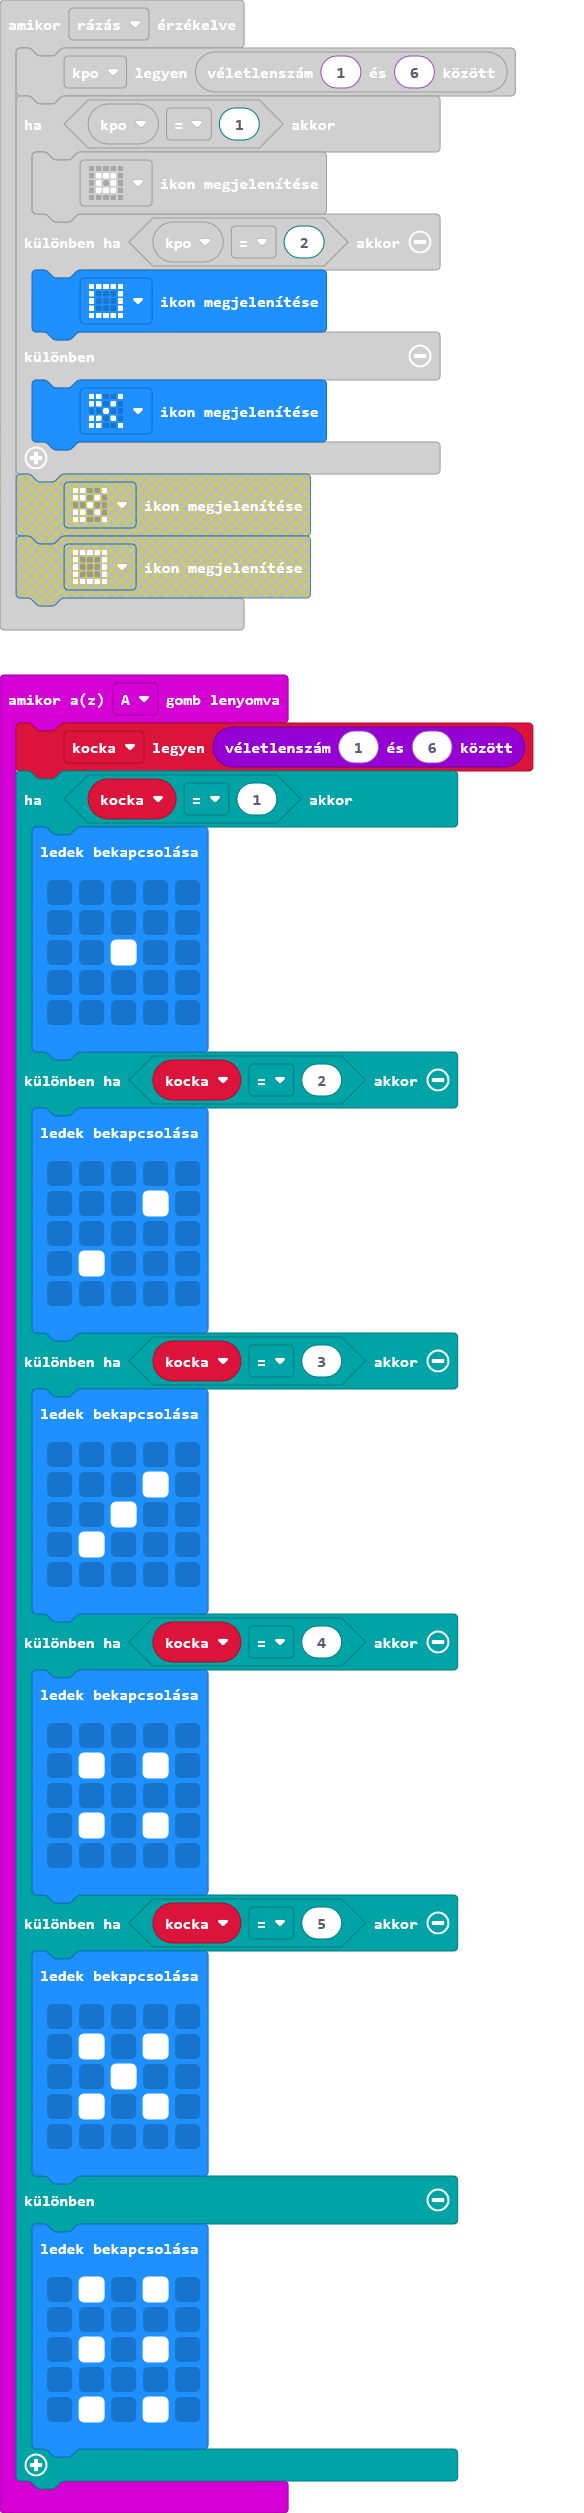 amikor rázás érzékelve
kpo legyen véletlenszám 1 és 6 között
ha kpo = 1 akkor
ikon megjelenítése
különben ha kpo = 2 akkor
ikon megjelenítése
különben
ikon megjelenítése
ikon megjelenítése
ikon megjelenítése
amikor a(z) A gomb lenyomva
kocka legyen véletlenszám 1 és 6 között
ha kocka = 1 akkor
ledek bekapcsolása
különben ha kocka = 2 akkor
ledek bekapcsolása
különben ha kocka = 3 akkor
ledek bekapcsolása
különben ha kocka = 4 akkor
ledek bekapcsolása
különben ha kocka = 5 akkor
ledek bekapcsolása
különben
ledek bekapcsolása